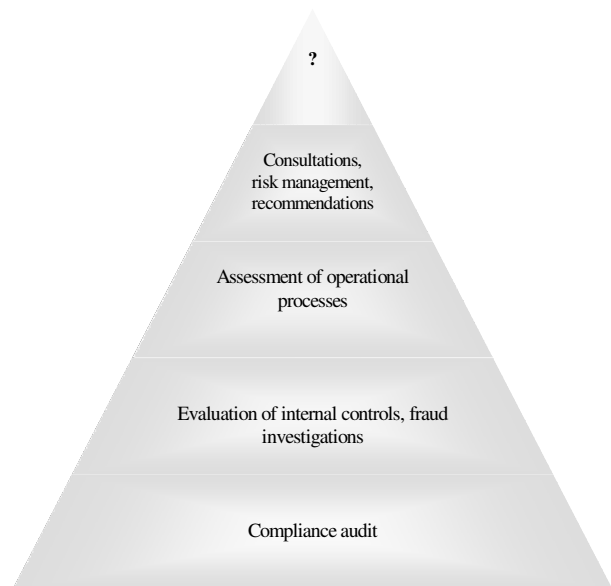 ?
Consultations,
risk management,
recommendations
Assessment of operational
processes
Evaluation of internal controls, fraud
investigations
Compliance audit